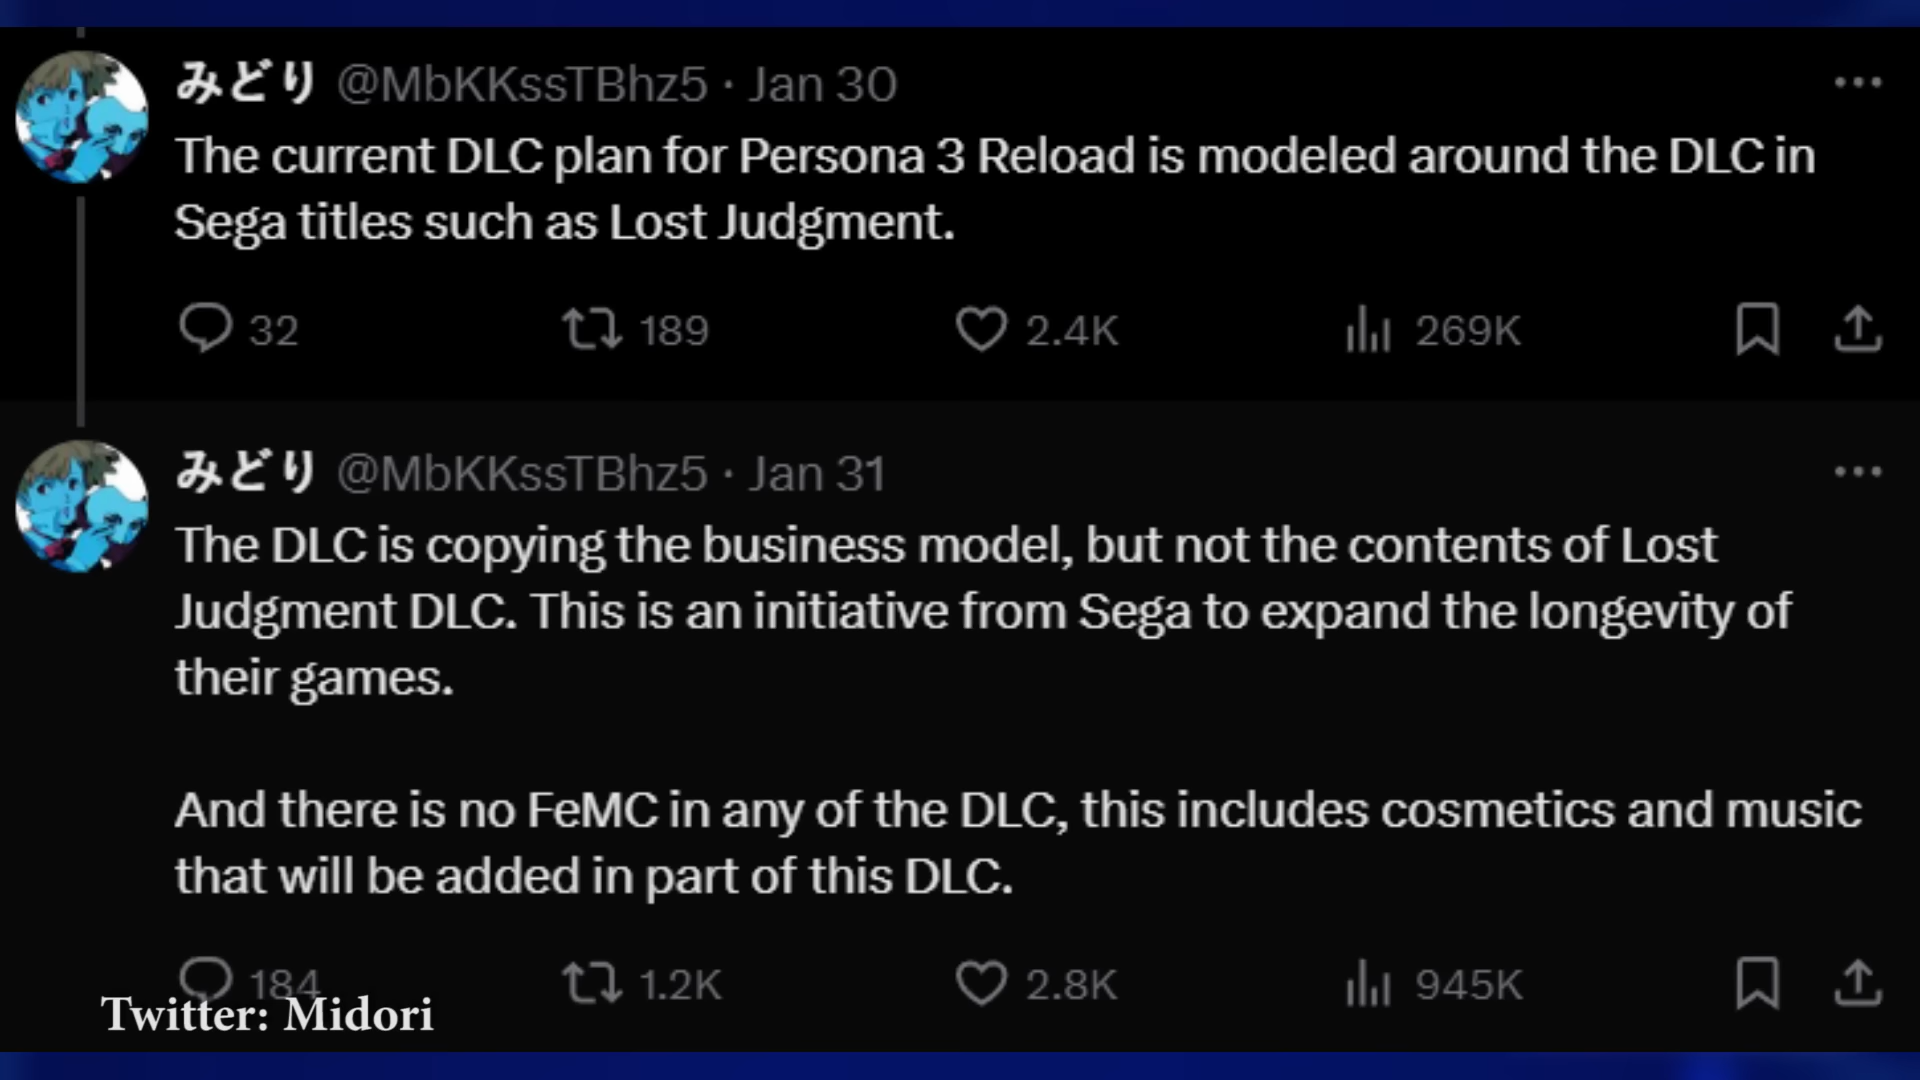 みどり @MbKKssTBhz5 · Jan 30
The current DLC plan for Persona 3 Reload is modeled around the DLC in
Sega titles such as Lost Judgment.
32 189 2.4K 269K
みどり @MbKKssTBhz5 · Jan 31
The DLC is copying the business model, but not the contents of Lost
Judgment DLC. This is an initiative from Sega to expand the longevity of
their games.
And there is no FeMC in any of the DLC, this includes cosmetics and music
that will be added in part of this DLC.
184 1.2K 2.8K 945K
Twitter: Midori